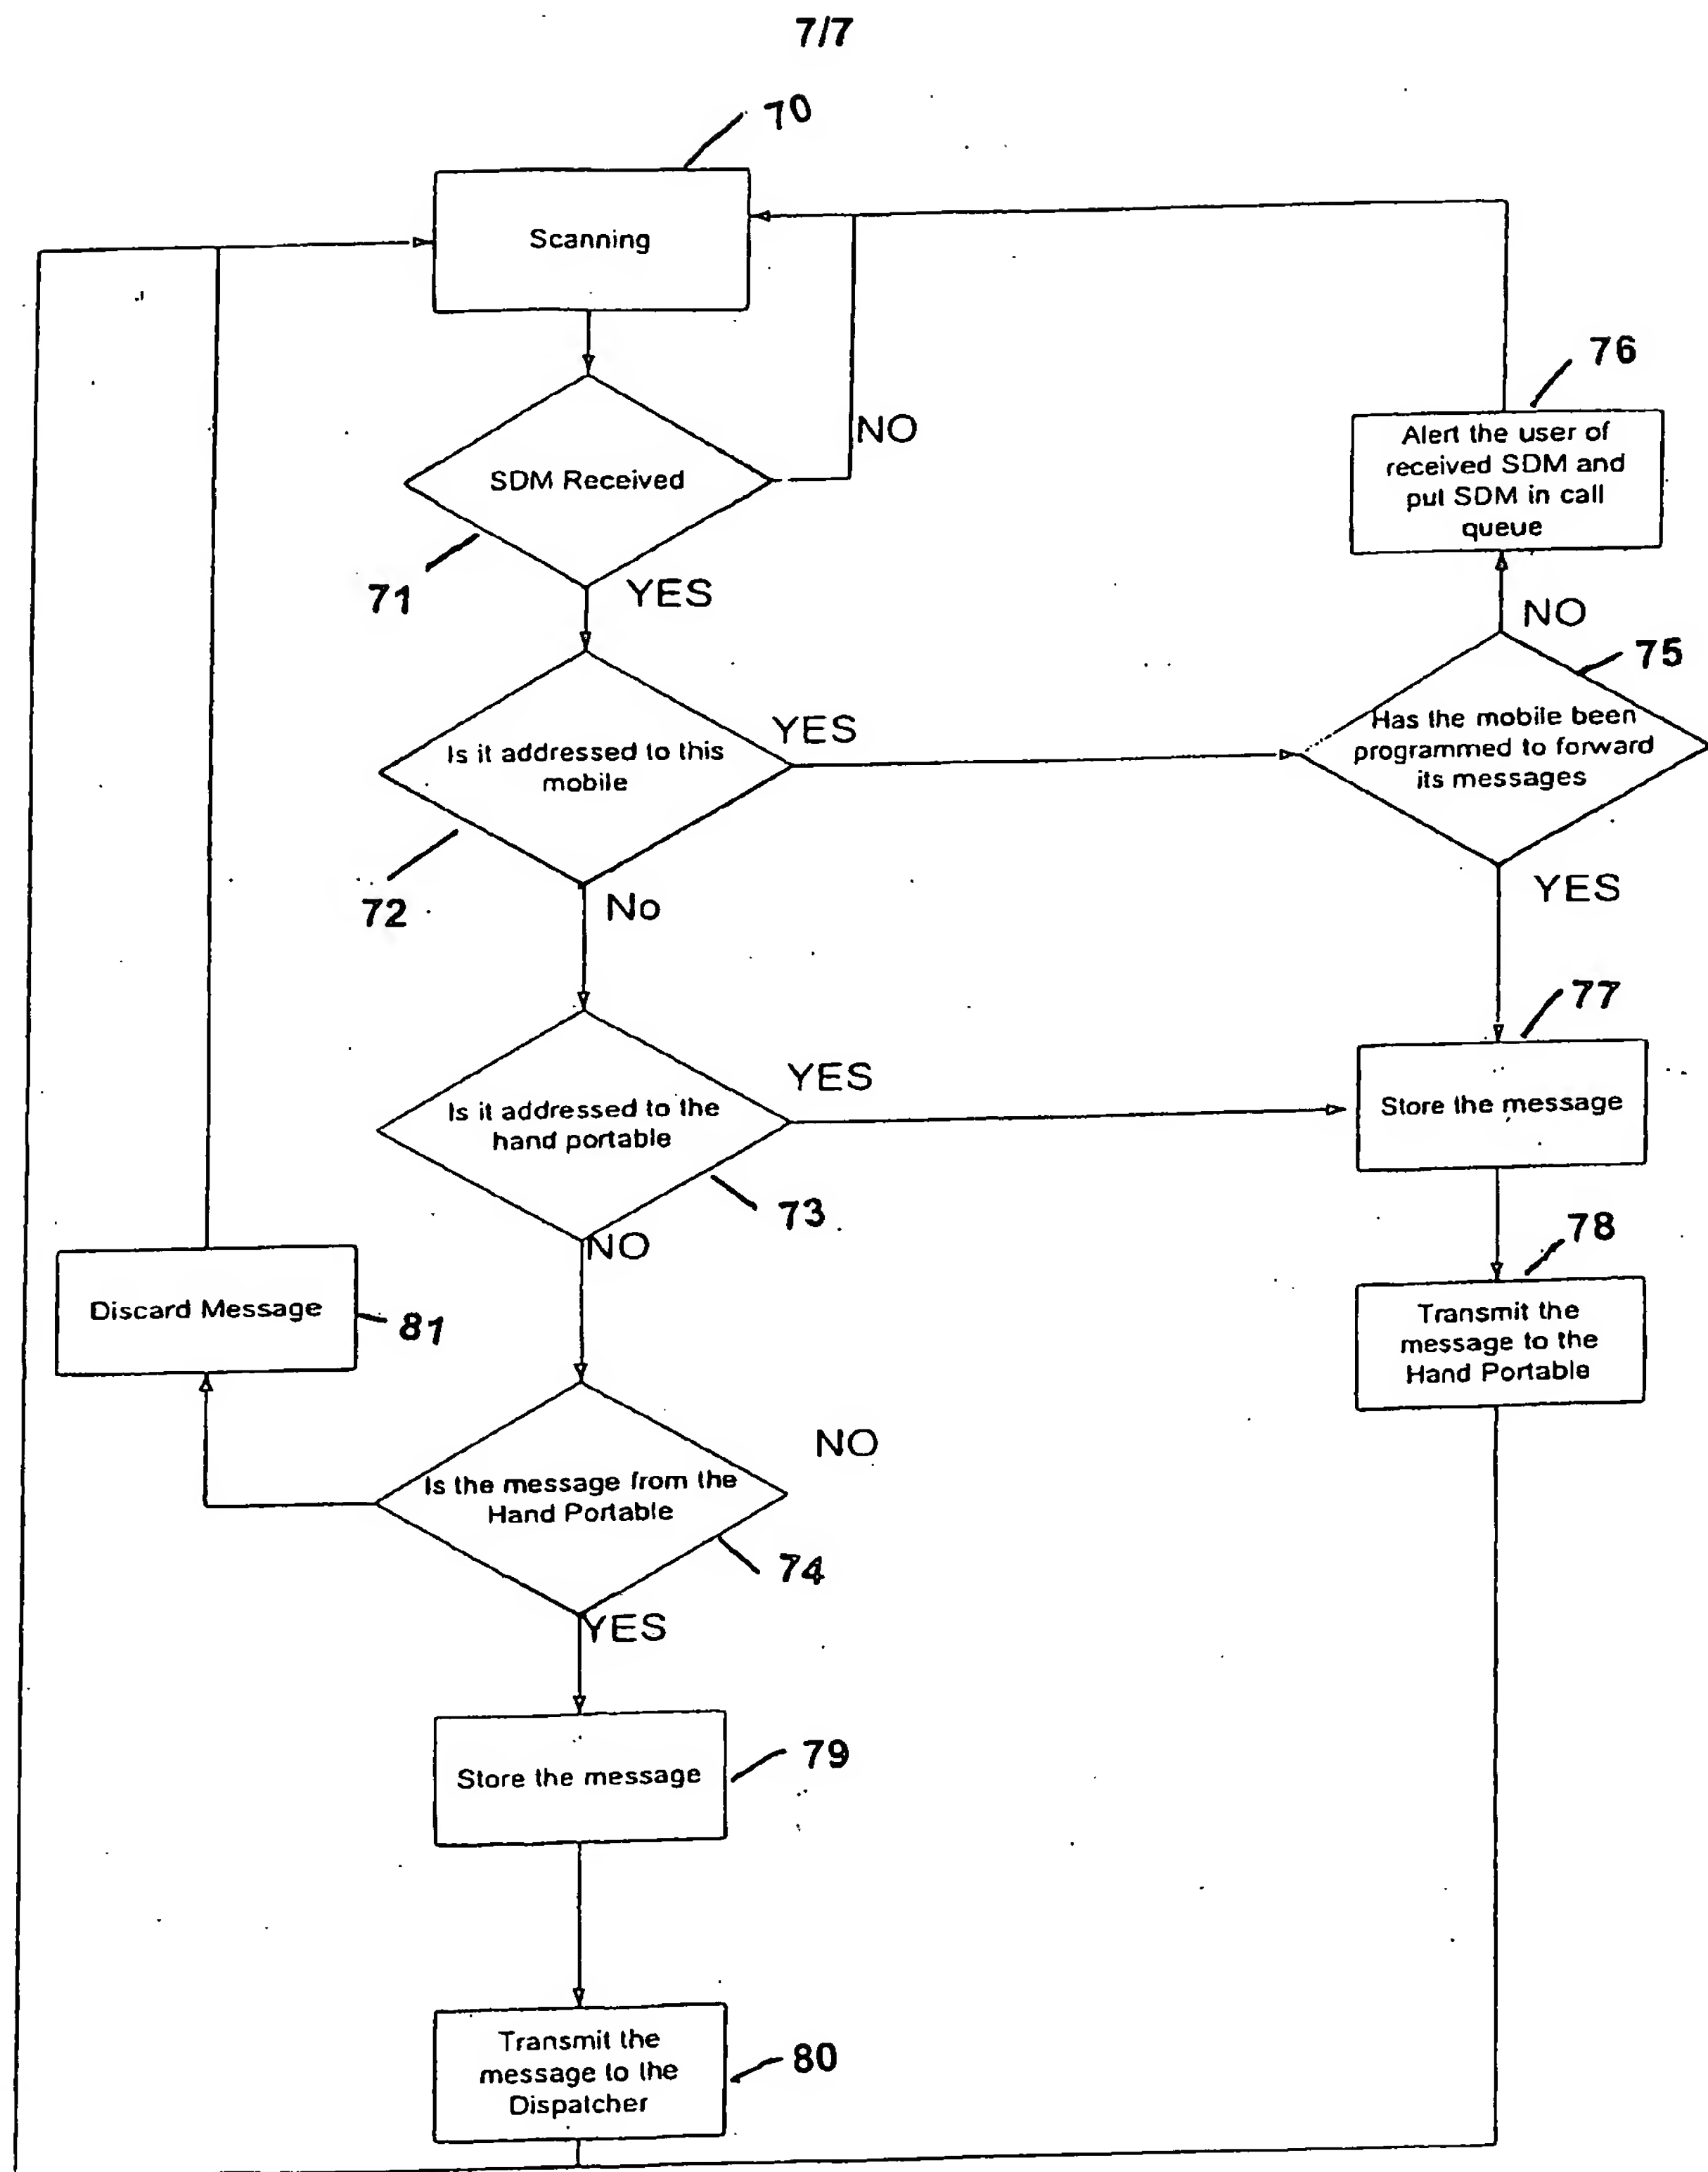 7/7
70
Scanning
76
Alert the user of
received SDM and
put SDM in call
queue
NO
SDM Received
71
YES
NO
75
Has the mobile been
programmed to forward
its messages
YES
Is it addressed to this
mobile
72
No
YES
77
Store the message
YES
Is it addressed to the
hand portable
73
NO
78
Transmit the
message to the
Hand Portable
Discard Message
81
NO
Is the message from the
Hand Portable
74
YES
Store the message
79
Transmit the
message to the
Dispatcher
80